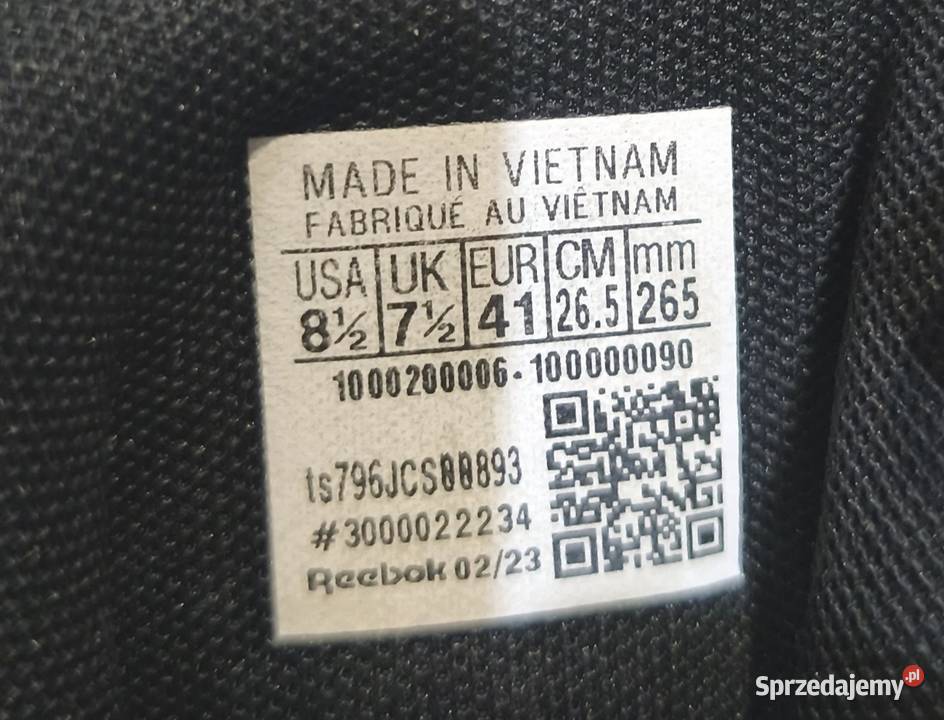 MADE IN VIETNAM
FABRIQUÉ AU VIÊTNAM
USA UK EUR CM mm
8½ 7½ 41 26.5 265
1000200006-100000090
ts796JCS00893
#3000022234
Reebok 02/23
Sprzedajemy.pl